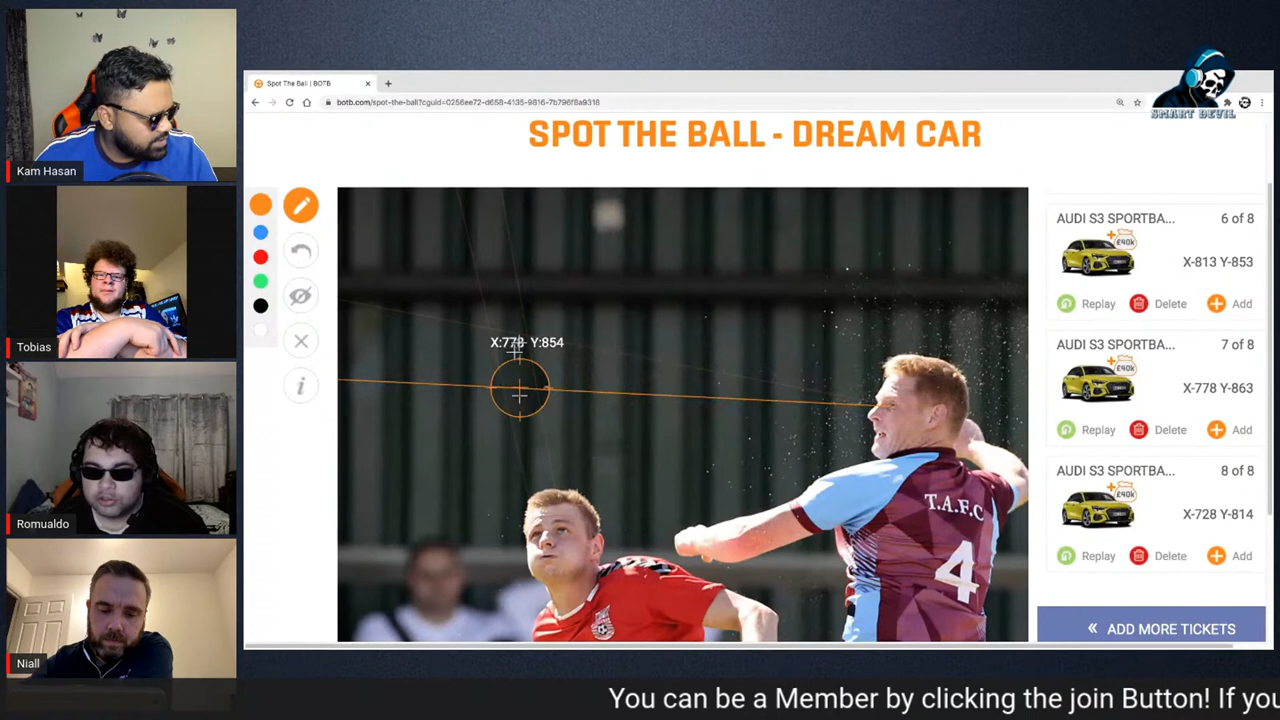 Kam Hasan
Tobias
Romualdo
Niall
Spot The Ball | BOTB
botb.com/spot-the-ball?cguid=0256ee72-d658-4135-9816-7b796f8a9318
SMART DEVIL
SPOT THE BALL - DREAM CAR
X:778 Y:854
T.A.F.C
4
AUDI S3 SPORTBA... 6 of 8
£40k
X-813 Y-853
Replay Delete Add
AUDI S3 SPORTBA... 7 of 8
£40k
X-778 Y-863
Replay Delete Add
AUDI S3 SPORTBA... 8 of 8
£40k
X-728 Y-814
Replay Delete Add
« ADD MORE TICKETS
You can be a Member by clicking the join Button! If you